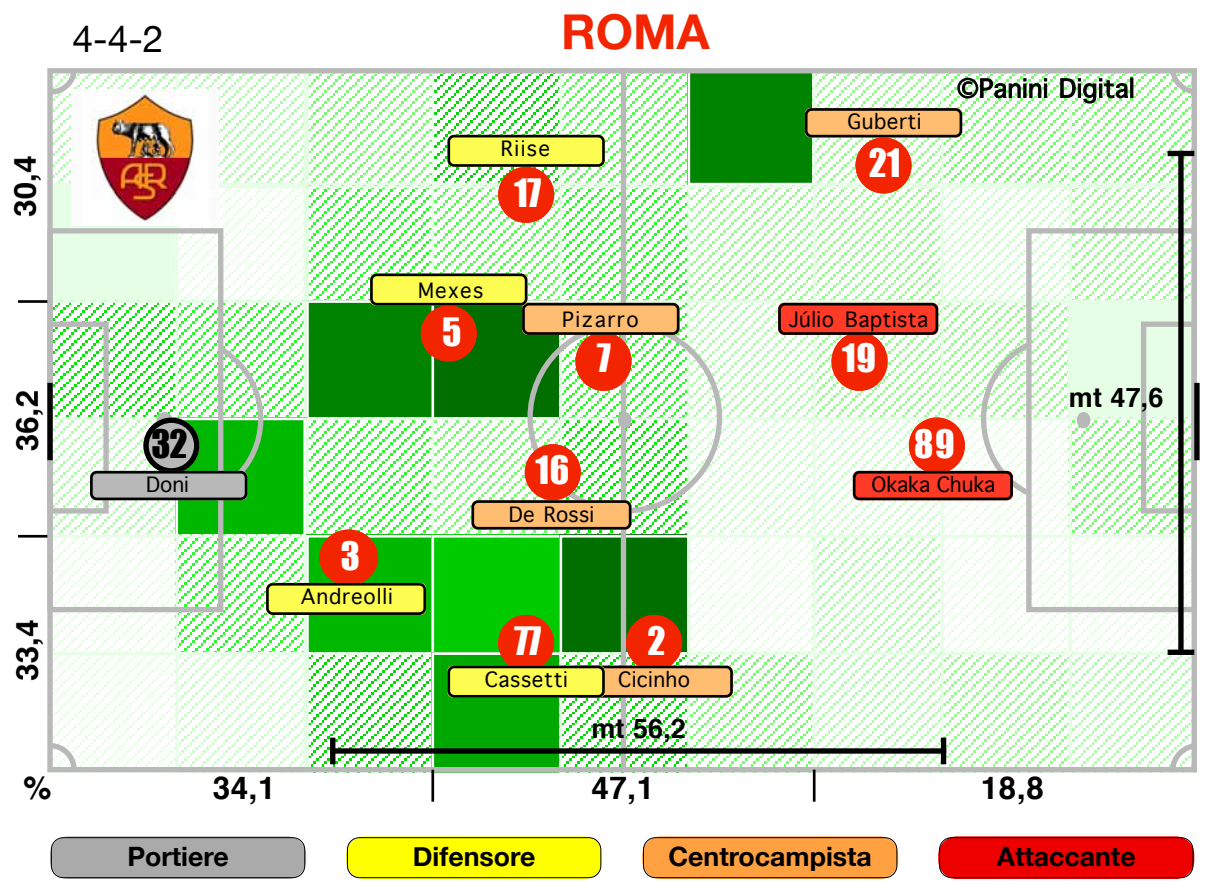 4-4-2
ROMA
©Panini Digital
Guberti
21
Riise
17
30,4
ASR
Mexes
5
Pizarro
7
Júlio Baptista
19
mt 47,6
36,2
32
Doni
16
De Rossi
89
Okaka Chuka
3
Andreolli
33,4
77
Cassetti
2
Cicinho
mt 56,2
% 34,1 47,1 18,8
Portiere Difensore Centrocampista Attaccante